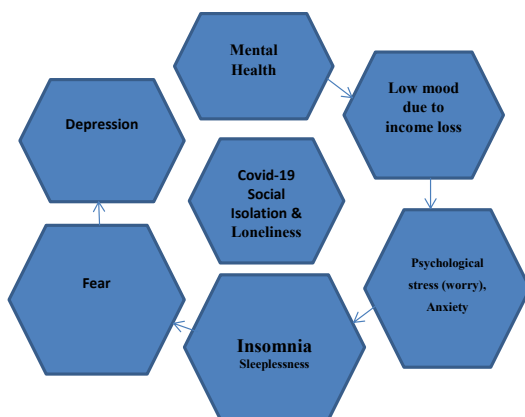 Mental
Health
Low mood
due to
income loss
Psychological
stress (worry),
Anxiety
Insomnia
Sleeplessness
Fear
Depression
Covid-19
Social
Isolation &
Loneliness